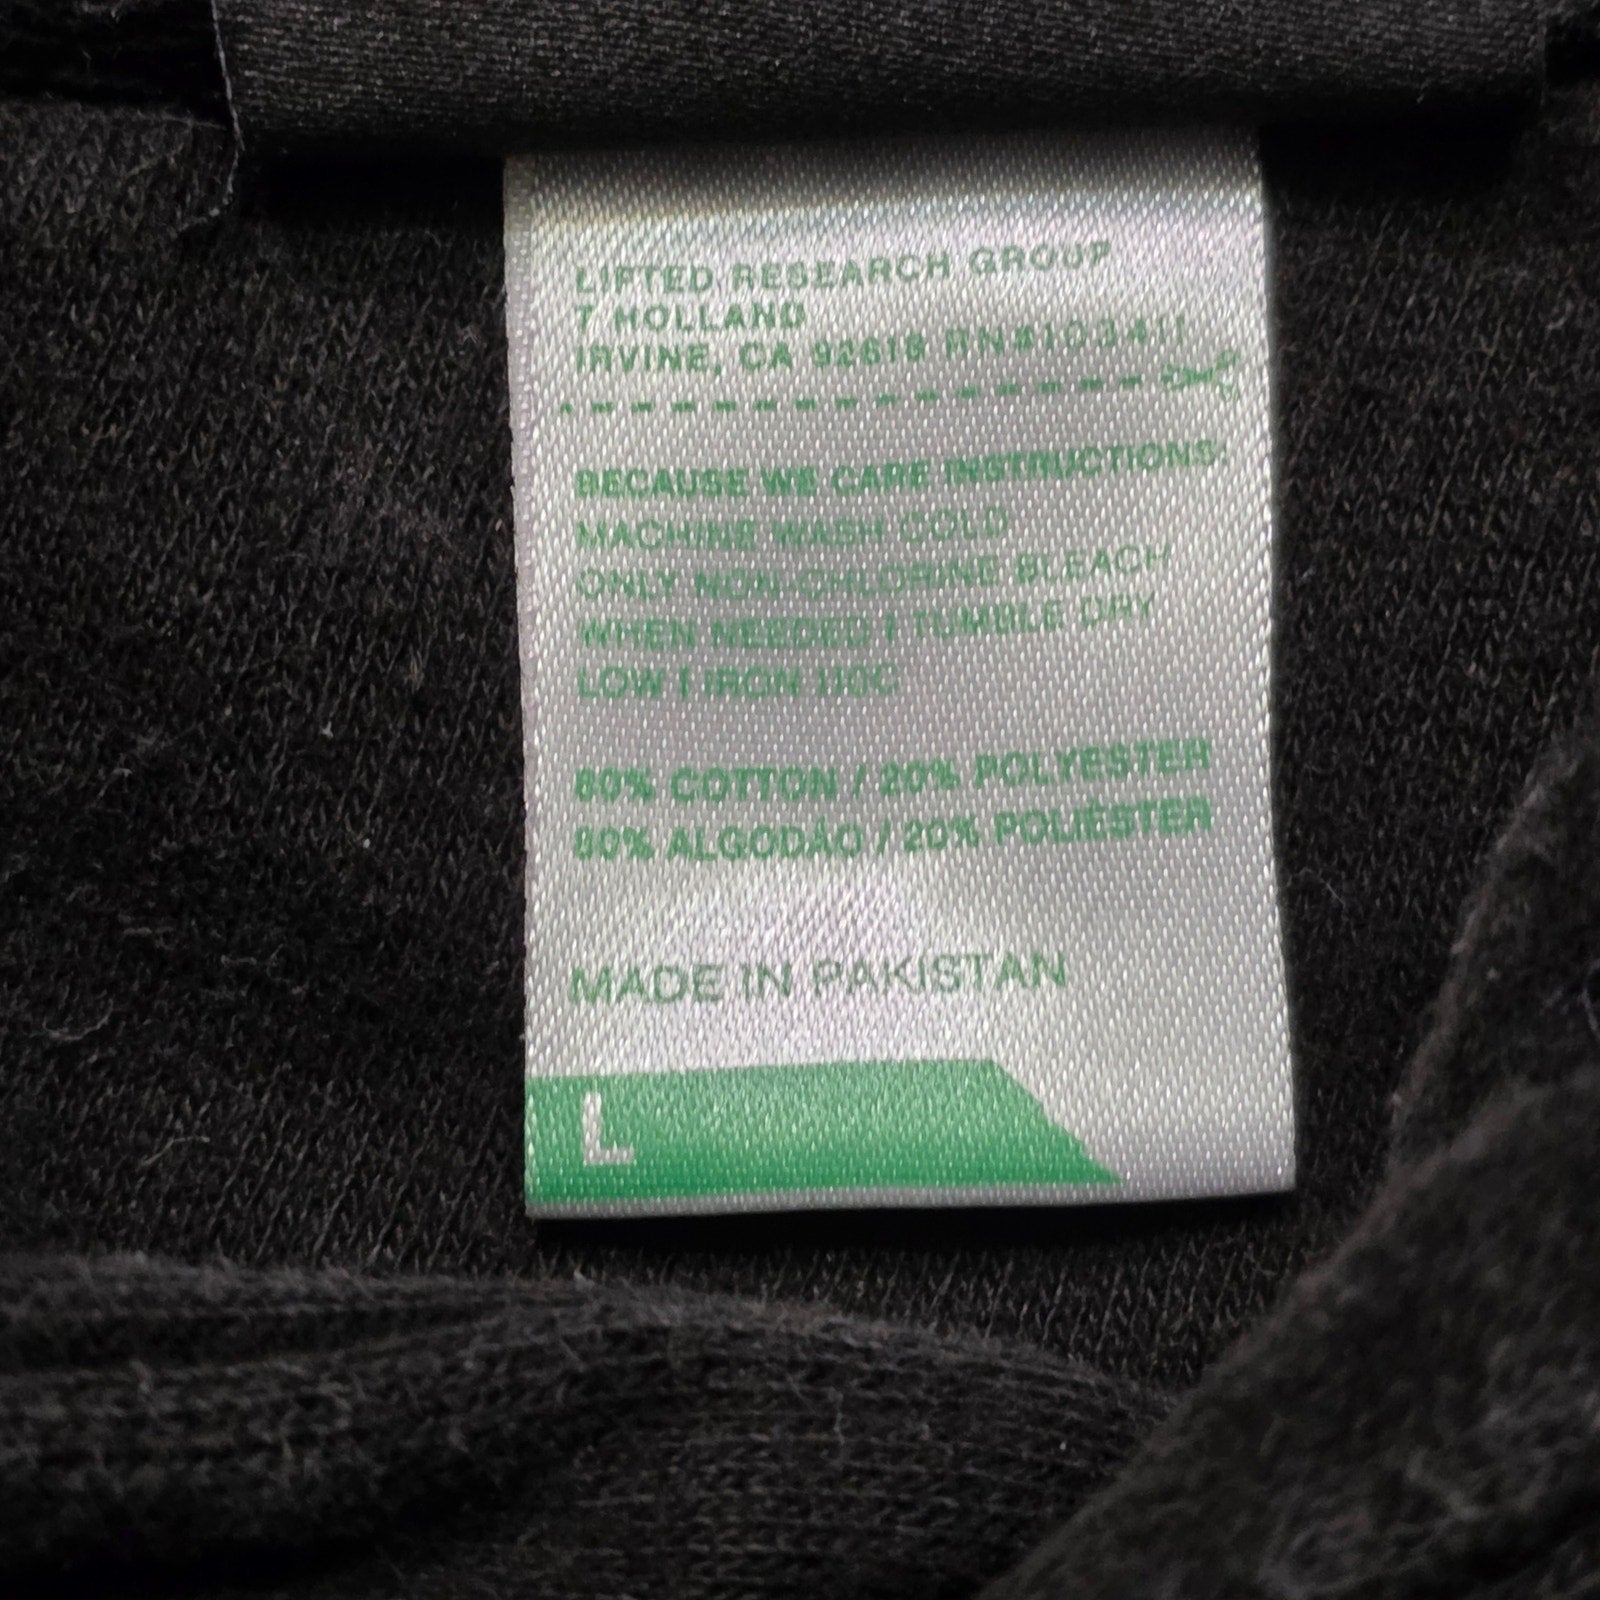 LIFTED RESEARCH GROUP
7 HOLLAND
IRVINE, CA 92618 RN#103411
BECAUSE WE CARE INSTRUCTIONS:
MACHINE WASH COLD
ONLY NON-CHLORINE BLEACH
WHEN NEEDED / TUMBLE DRY
LOW / IRON 110C
80% COTTON / 20% POLYESTER
80% ALGODÃO / 20% POLIÉSTER
MADE IN PAKISTAN
L